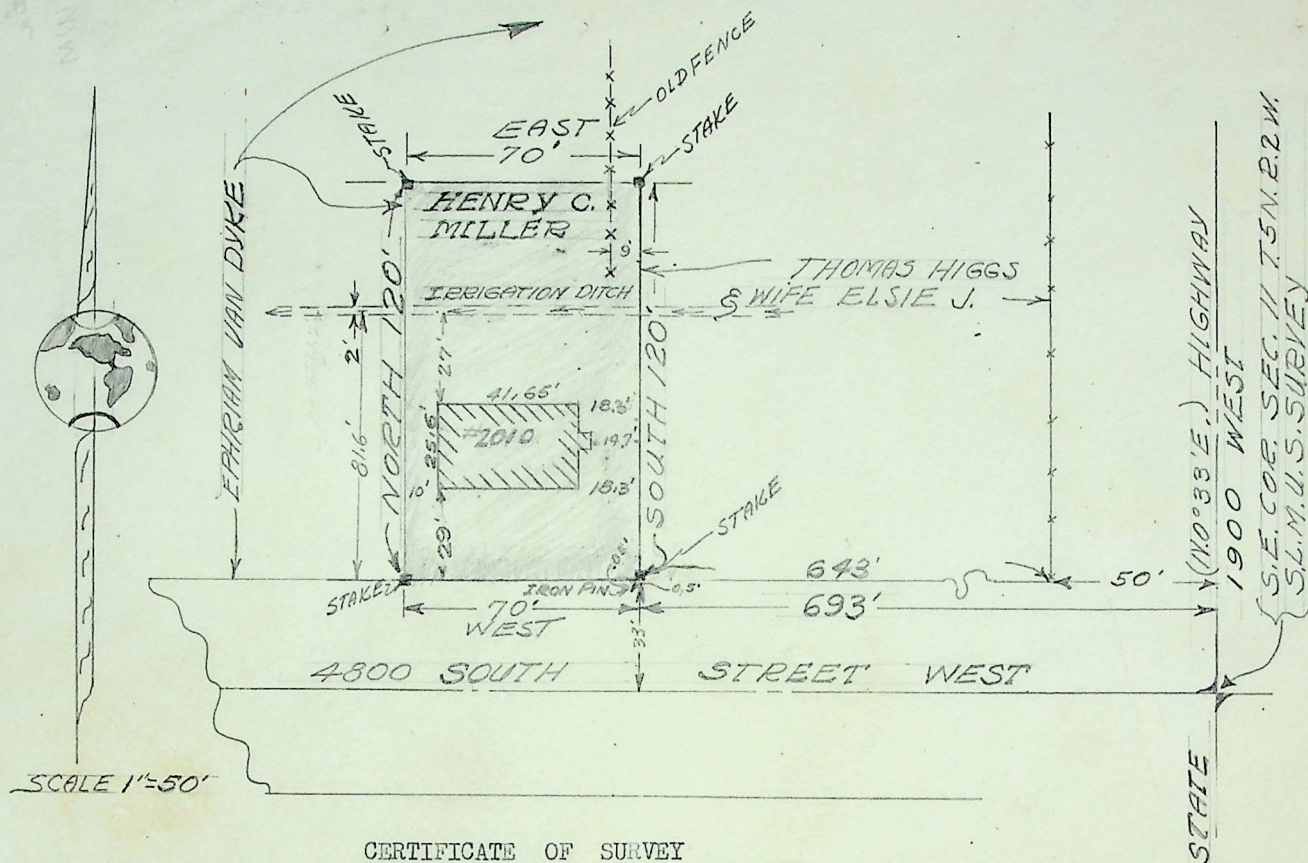 OLD FENCE
STAKE
EAST
70'
STAKE
HENRY C.
MILLER
9'
EPHRIAM VAN DYKE
NORTH 120'
THOMAS HIGGS
& WIFE ELSIE J.
IRRIGATION DITCH
2'
81.6'
27'
41.65'
18.3'
#2010
25.16'
19.7'
10'
18.3'
29'
SOUTH 120'
STAKE
STAKE
IRON PIN
0.5'
70'
WEST
33'
643'
50'
693'
(N.0°33'E.) HIGHWAY
1900 WEST
S.E. COR. SEC. 11 T.5N. R.2W.
S.L.M. U.S. SURVEY
4800 SOUTH STREET WEST
STATE
SCALE 1"=50'
CERTIFICATE OF SURVEY